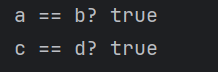 a == b? true
c == d? true